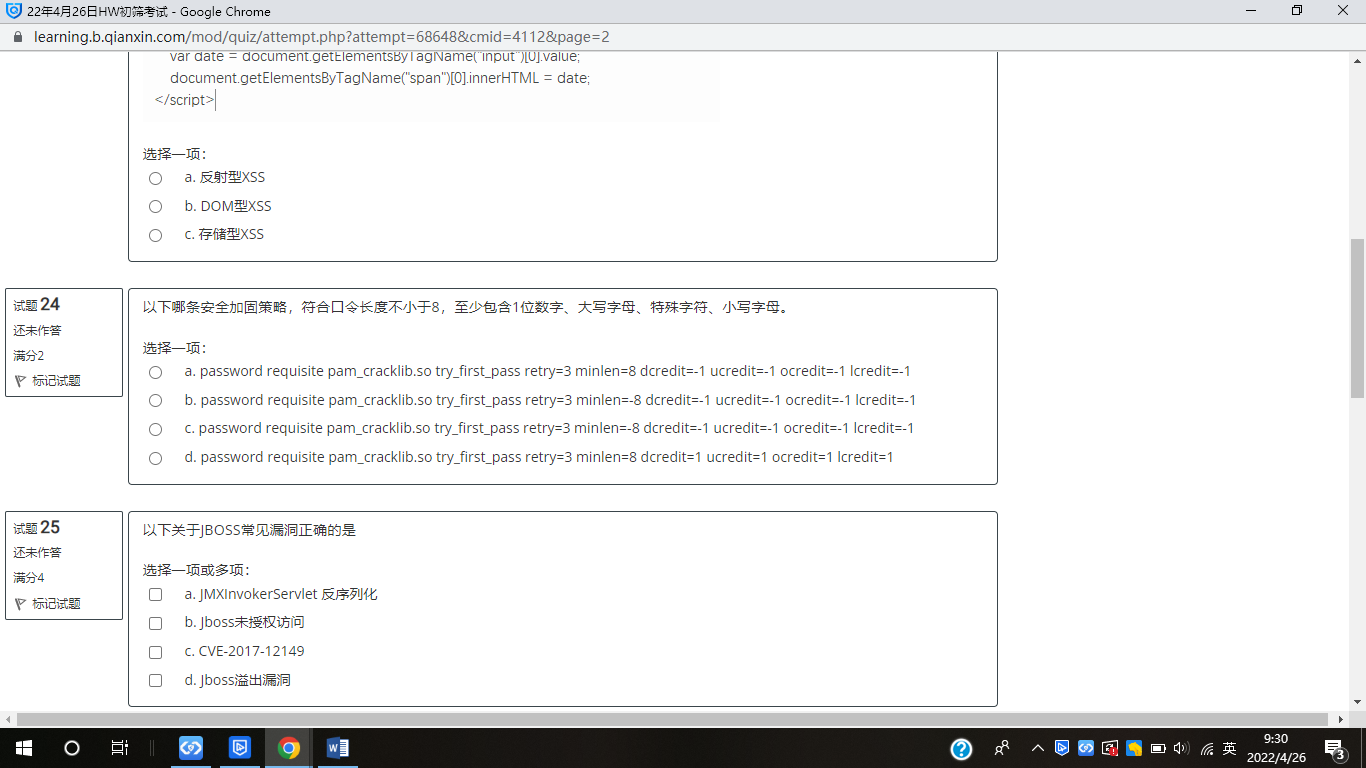 22年4月26日HW初筛考试 - Google Chrome
learning.b.qianxin.com/mod/quiz/attempt.php?attempt=68648&cmid=4112&page=2
var date = document.getElementsByTagName("input")[0].value;
document.getElementsByTagName("span")[0].innerHTML = date;
</script>
选择一项：
a. 反射型XSS
b. DOM型XSS
c. 存储型XSS
试题 24
还未作答
满分2
标记试题
以下哪条安全加固策略，符合口令长度不小于8，至少包含1位数字、大写字母、特殊字符、小写字母。
选择一项：
a. password requisite pam_cracklib.so try_first_pass retry=3 minlen=8 dcredit=-1 ucredit=-1 ocredit=-1 lcredit=-1
b. password requisite pam_cracklib.so try_first_pass retry=3 minlen=-8 dcredit=-1 ucredit=-1 ocredit=-1 lcredit=-1
c. password requisite pam_cracklib.so try_first_pass retry=3 minlen=-8 dcredit=-1 ucredit=-1 ocredit=-1 lcredit=-1
d. password requisite pam_cracklib.so try_first_pass retry=3 minlen=8 dcredit=1 ucredit=1 ocredit=1 lcredit=1
试题 25
还未作答
满分4
标记试题
以下关于JBOSS常见漏洞正确的是
选择一项或多项：
a. JMXInvokerServlet 反序列化
b. Jboss未授权访问
c. CVE-2017-12149
d. Jboss溢出漏洞
英
9:30
2022/4/26
3